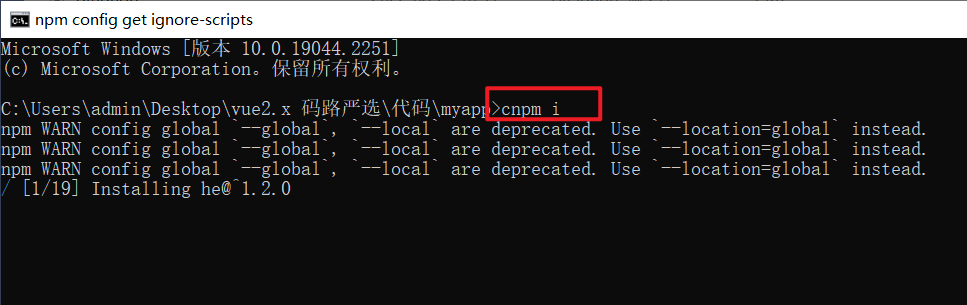 npm config get ignore-scripts
Microsoft Windows [版本 10.0.19044.2251]
(c) Microsoft Corporation。保留所有权利。
C:\Users\admin\Desktop\vue2.x 码路严选\代码\myapp>cnpm i
npm WARN config global `--global`, `--local` are deprecated. Use `--location=global` instead.
npm WARN config global `--global`, `--local` are deprecated. Use `--location=global` instead.
npm WARN config global `--global`, `--local` are deprecated. Use `--location=global` instead.
/ [1/19] Installing he@^1.2.0